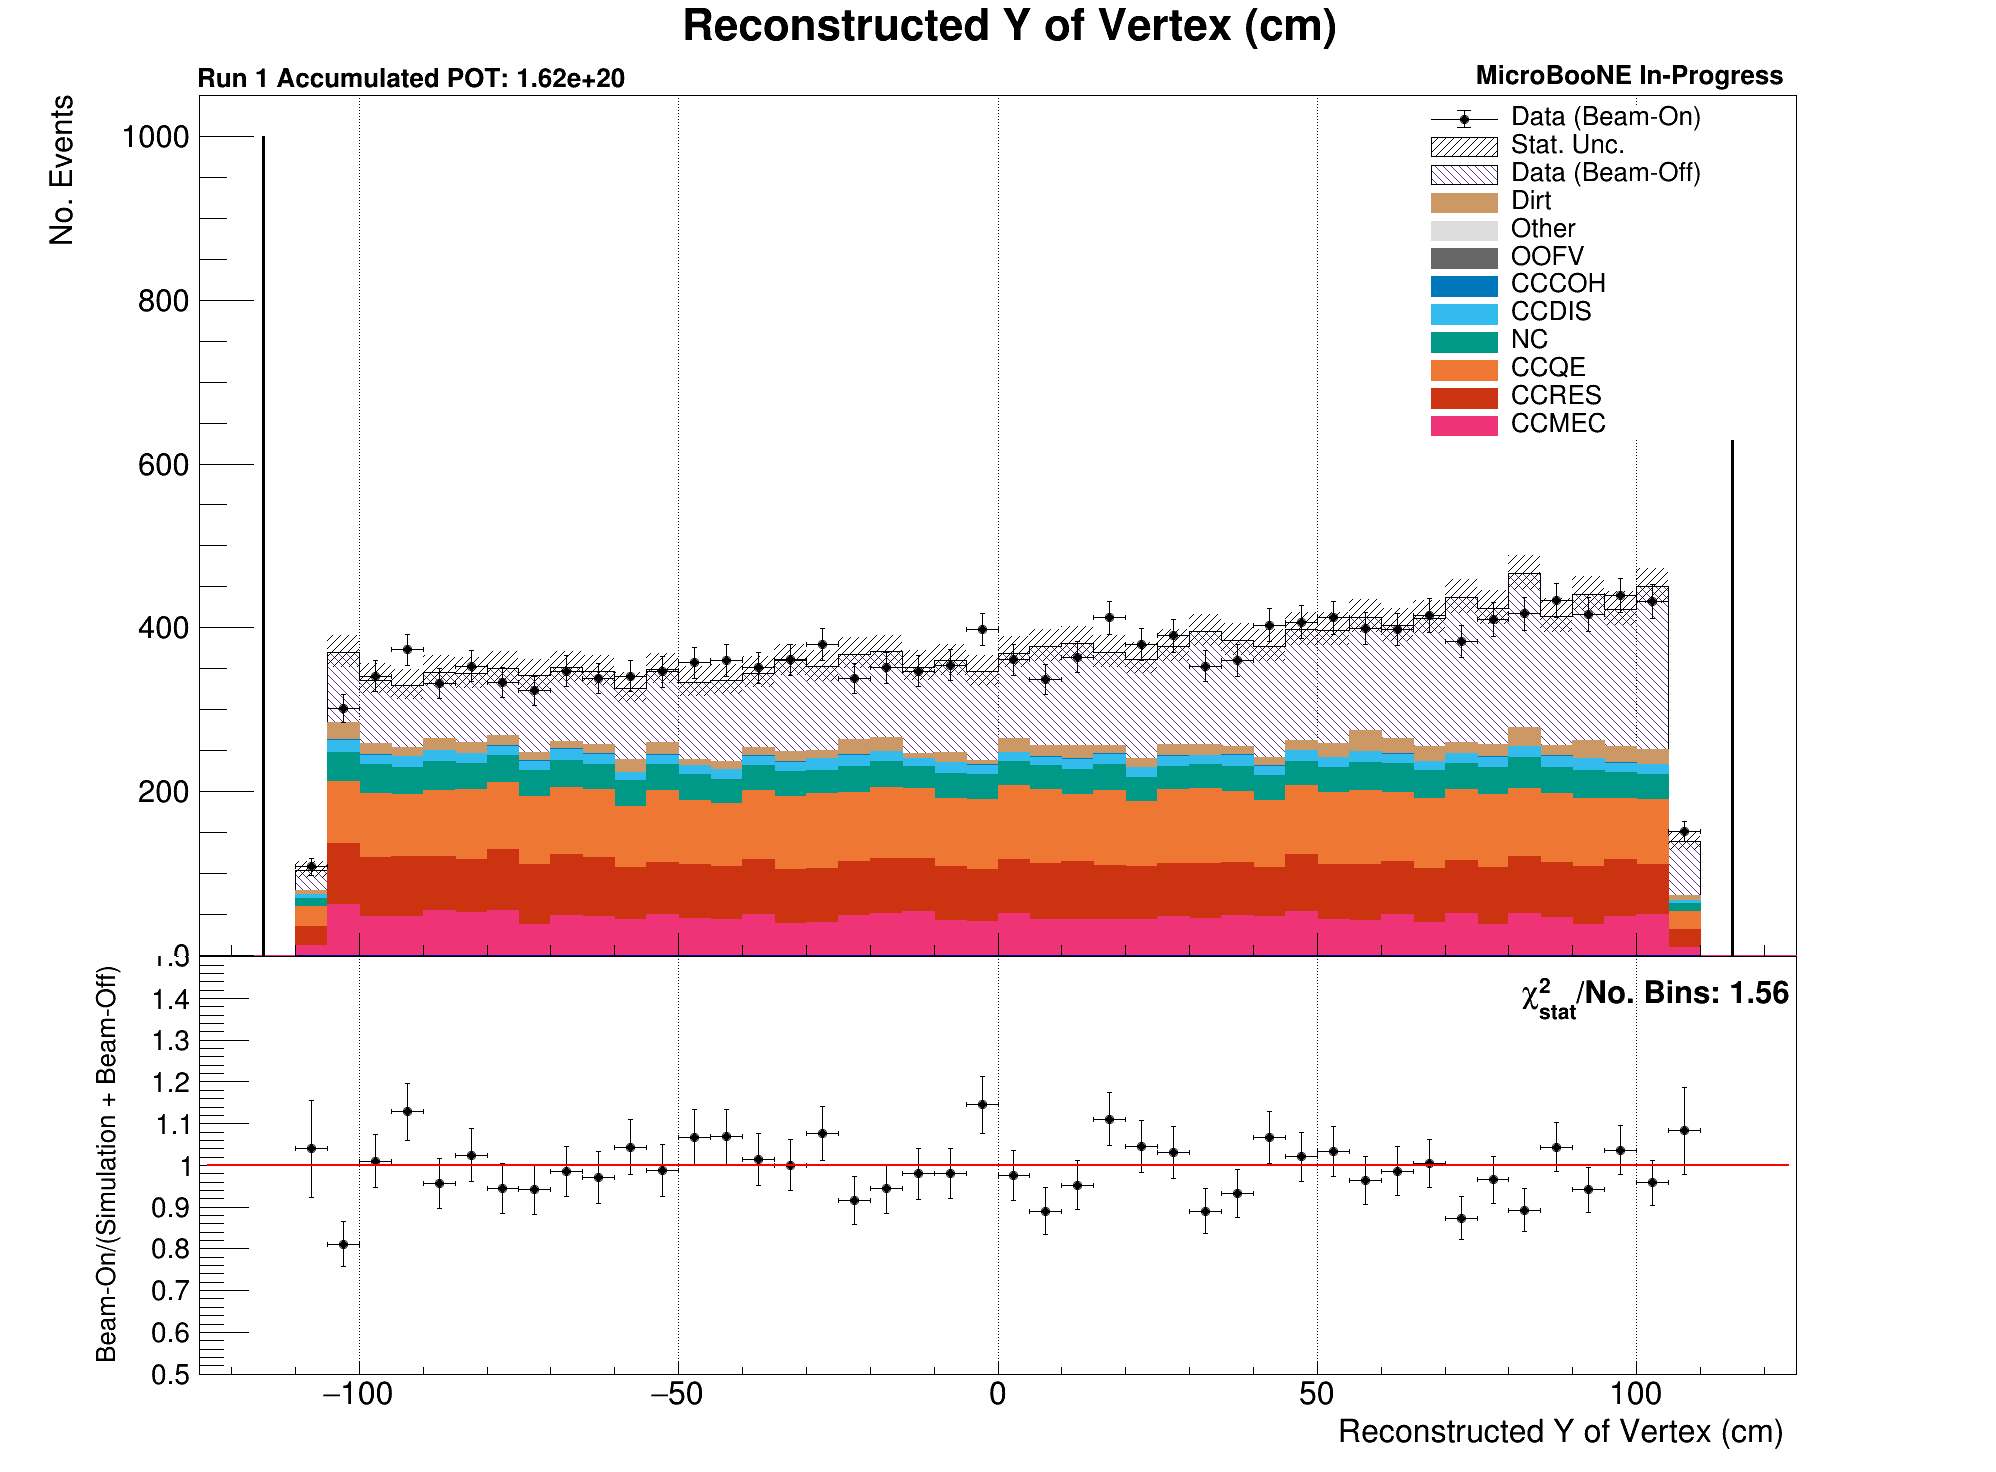 Reconstructed Y of Vertex (cm)
Run 1 Accumulated POT: 1.62e+20
MicroBooNE In-Progress
No. Events
1000
800
600
400
200
0
Data (Beam-On)
Stat. Unc.
Data (Beam-Off)
Dirt
Other
OOFV
CCCOH
CCDIS
NC
CCQE
CCRES
CCMEC
Beam-On/(Simulation + Beam-Off)
1.4
1.3
1.2
1.1
1
0.9
0.8
0.7
0.6
0.5
χ²stat/No. Bins: 1.56
−100
−50
0
50
100
Reconstructed Y of Vertex (cm)